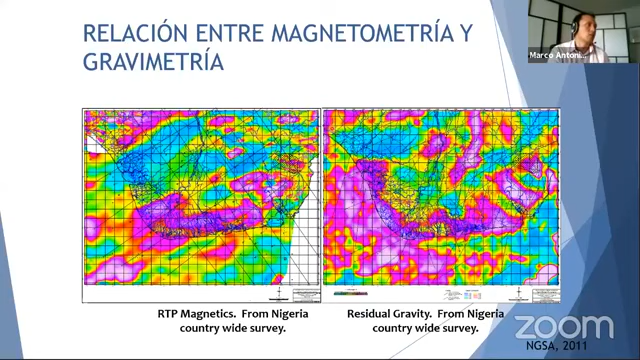 RELACIÓN ENTRE MAGNETOMETRÍA Y
GRAVIMETRÍA
Marco Antoni...
RTP Magnetics. From Nigeria
country wide survey.
Residual Gravity. From Nigeria
country wide survey.
zoom
NGSA, 2011